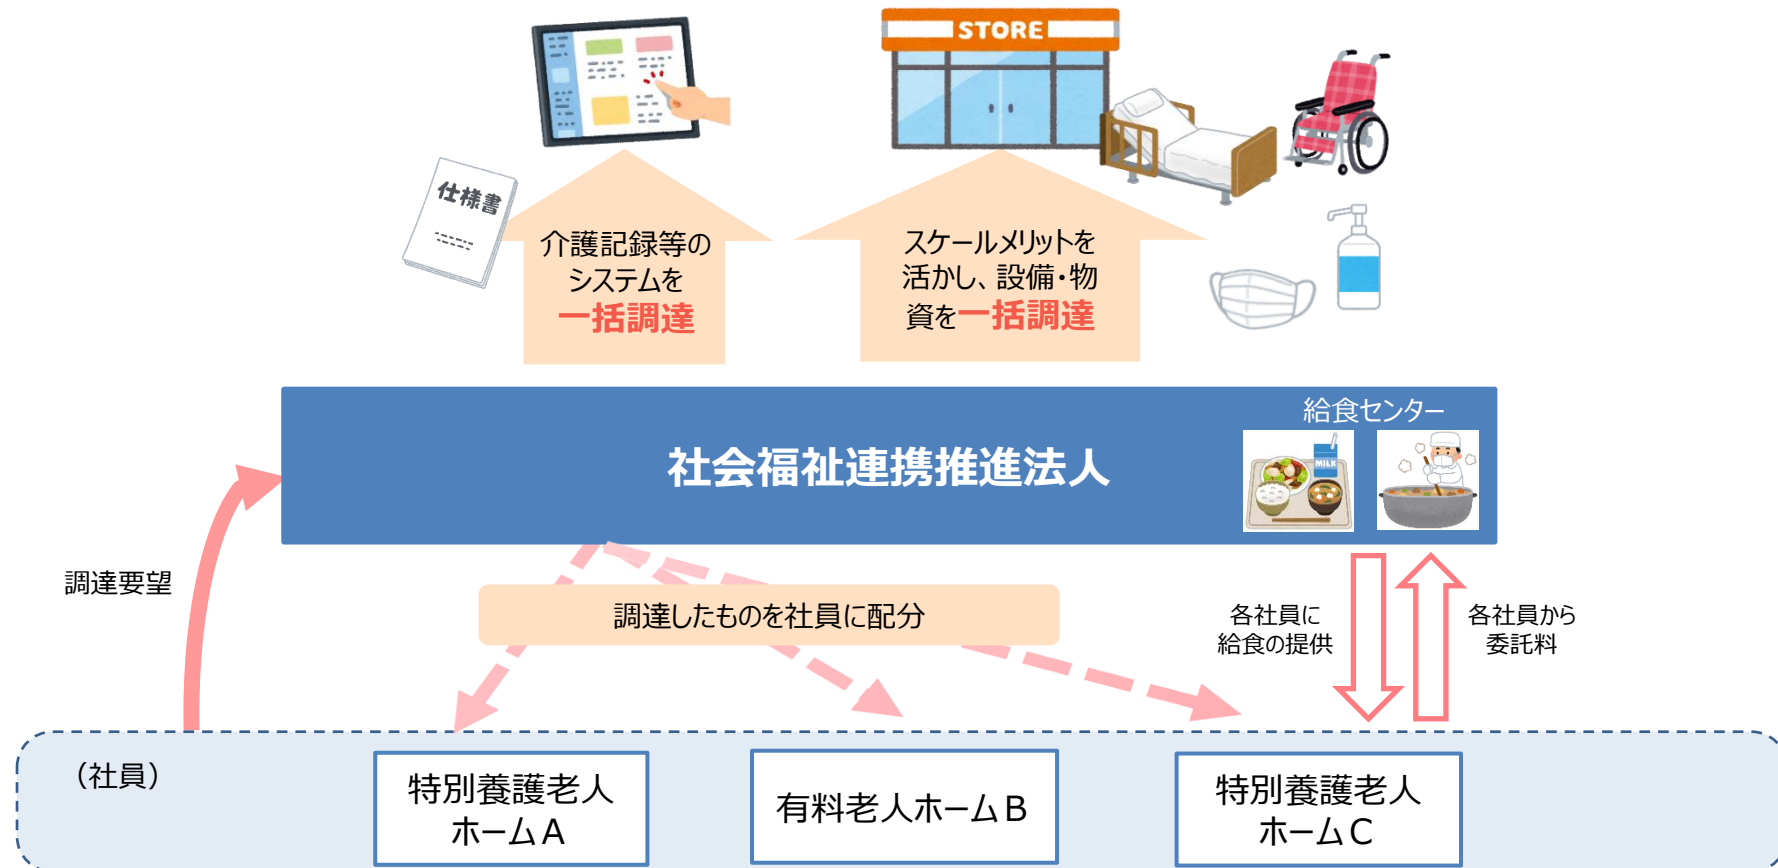 STORE
仕様書
介護記録等の
システムを
一括調達
スケールメリットを
活かし、設備・物
資を一括調達
給食センター
MILK
社会福祉連携推進法人
調達要望
調達したものを社員に配分
各社員に
給食の提供
各社員から
委託料
（社員）
特別養護老人
ホームA
有料老人ホームB
特別養護老人
ホームC